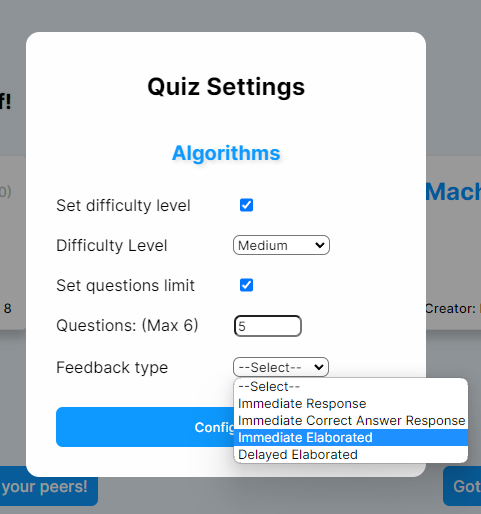 Quiz Settings
f!
Algorithms
0)
Mach
Set difficulty level
Difficulty Level Medium
Set questions limit
8
Creator:
Questions: (Max 6) 5
Feedback type --Select--
--Select--
Immediate Response
Immediate Correct Answer Response
Config
Immediate Elaborated
Delayed Elaborated
your peers!
Got